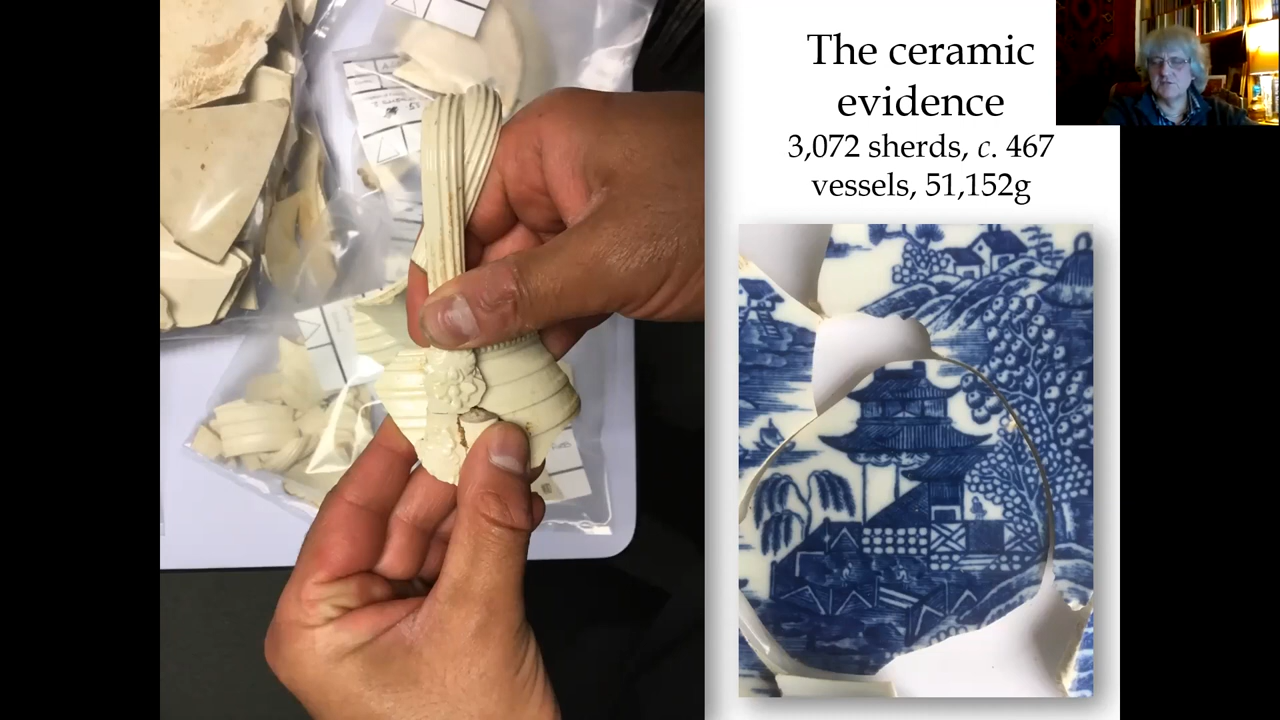 The ceramic
evidence
3,072 sherds, c. 467
vessels, 51,152g